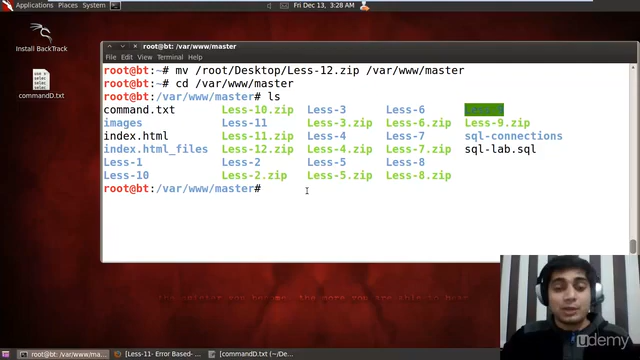 Applications Places System
Fri Dec 13, 3:28 AM
Install BackTrack
commandD.txt
root@bt: /var/www/master
File Edit View Terminal Help
root@bt:~# mv /root/Desktop/Less-12.zip /var/www/master
root@bt:~# cd /var/www/master
root@bt:/var/www/master# ls
command.txt Less-10.zip Less-3 Less-6
images Less-11 Less-3.zip Less-6.zip Less-9.zip
index.html Less-11.zip Less-4 Less-7 sql-connections
index.html_files Less-12.zip Less-4.zip Less-7.zip sql-lab.sql
Less-1 Less-2 Less-5 Less-8
Less-10 Less-2.zip Less-5.zip Less-8.zip
root@bt:/var/www/master#
udemy
root@bt: /var/www/ma...
[Less-11- Error Based-...
[commandD.txt (~/De...